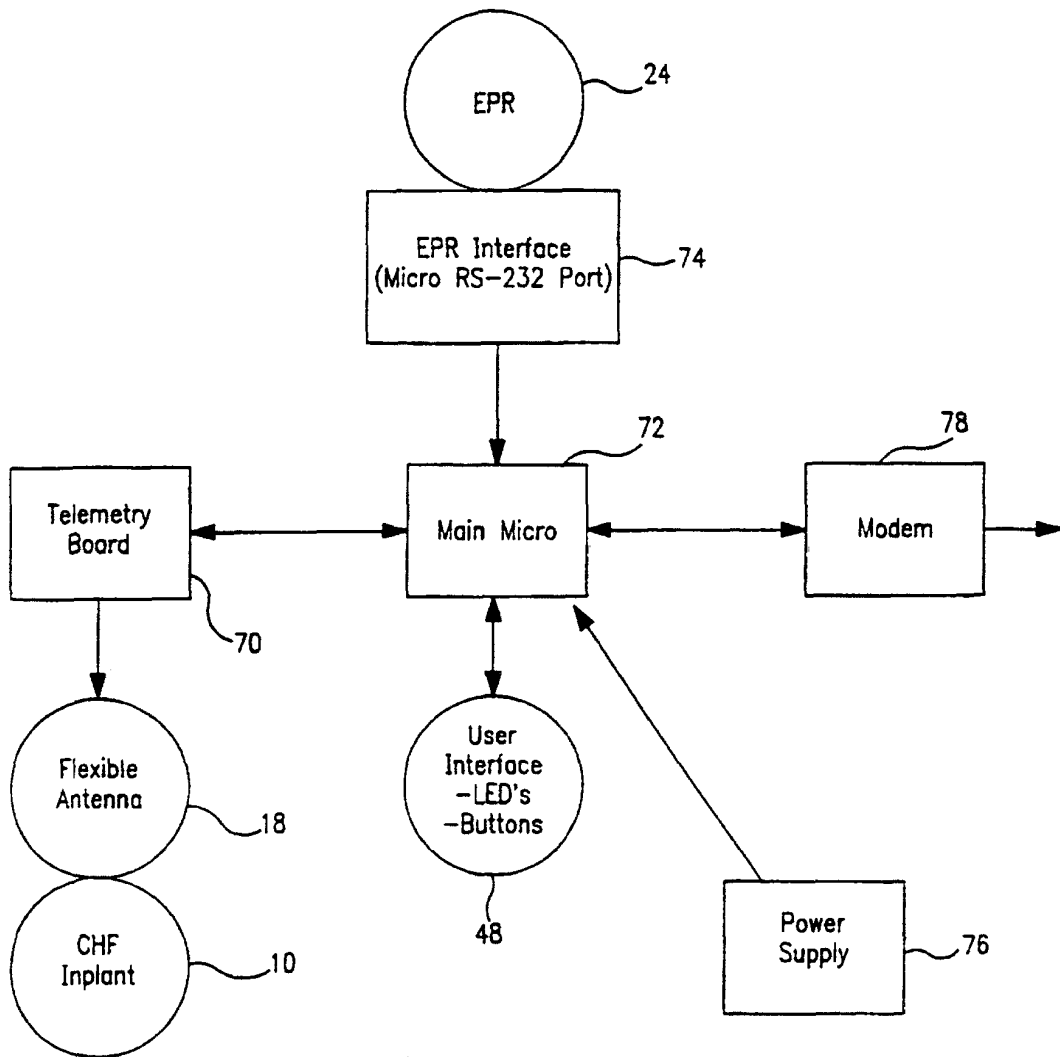 EPR
24
EPR Interface
(Micro RS-232 Port)
74
72
78
Telemetry
Board
Main Micro
Modem
70
Flexible
Antenna
18
User
Interface
-LED's
-Buttons
48
CHF
Inplant
10
Power
Supply
76